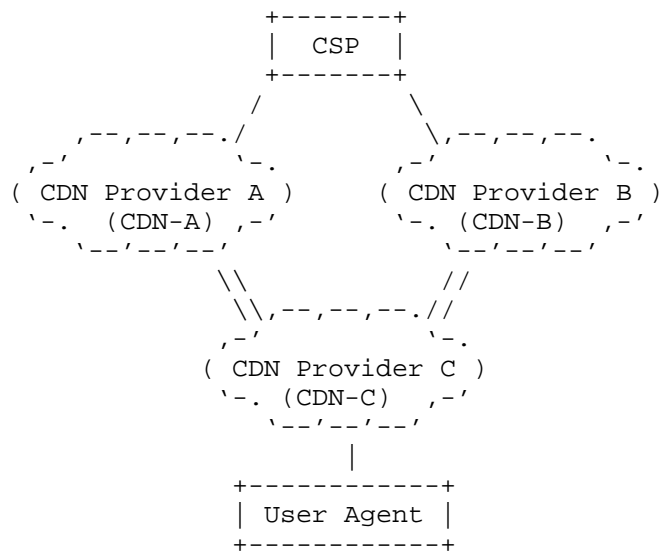 CSP
CDN Provider A CDN Provider B
(CDN-A) (CDN-B)
CDN Provider C
(CDN-C)
User Agent